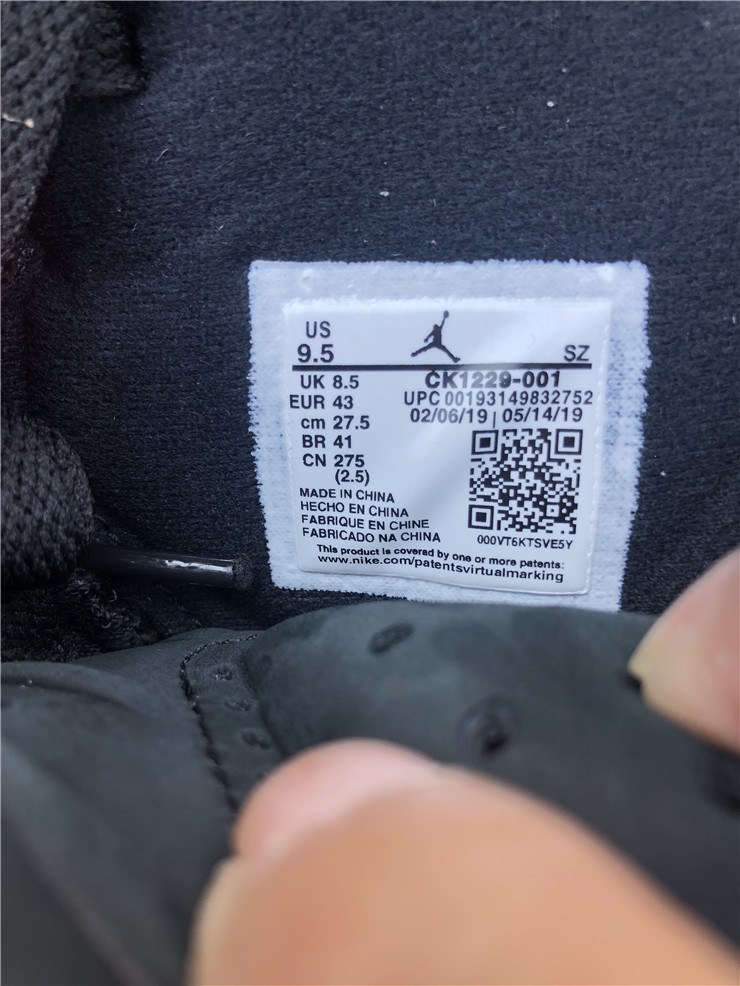 US
9.5
SZ
UK 8.5
EUR 43
cm 27.5
BR 41
CN 275
(2.5)
CK1229-001
UPC 00193149832752
02/06/19 | 05/14/19
MADE IN CHINA
HECHO EN CHINA
FABRIQUE EN CHINE
FABRICADO NA CHINA
000VT6KTSVE5Y
This product is covered by one or more patents:
www.nike.com/patentsvirtualmarking